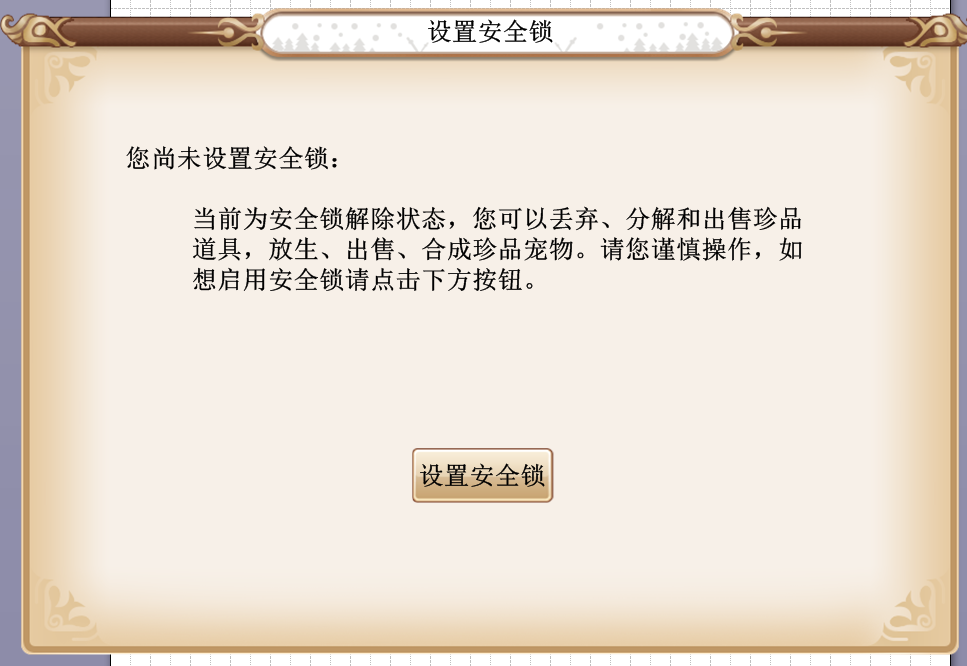 设置安全锁
您尚未设置安全锁：
当前为安全锁解除状态，您可以丢弃、分解和出售珍品
道具，放生、出售、合成珍品宠物。请您谨慎操作，如
想启用安全锁请点击下方按钮。
设置安全锁